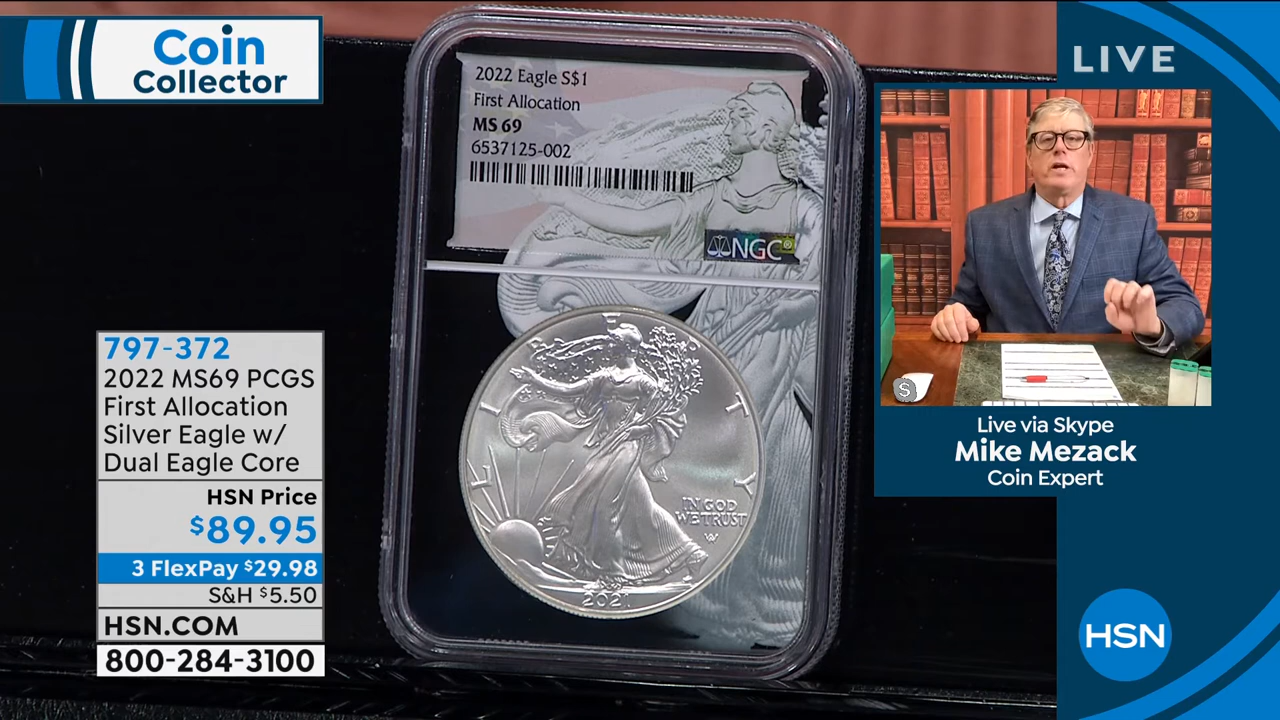 Coin
Collector
2022 Eagle S$1
First Allocation
MS 69
6537125-002
NGC
LIBERTY
IN GOD
WE TRUST
W
202
LIVE
HSN
$
Live via Skype
Mike Mezack
Coin Expert
797-372
2022 MS69 PCGS
First Allocation
Silver Eagle w/
Dual Eagle Core
HSN Price
$89.95
3 FlexPay $29.98
S&H $5.50
HSN.COM
800-284-3100
HSN